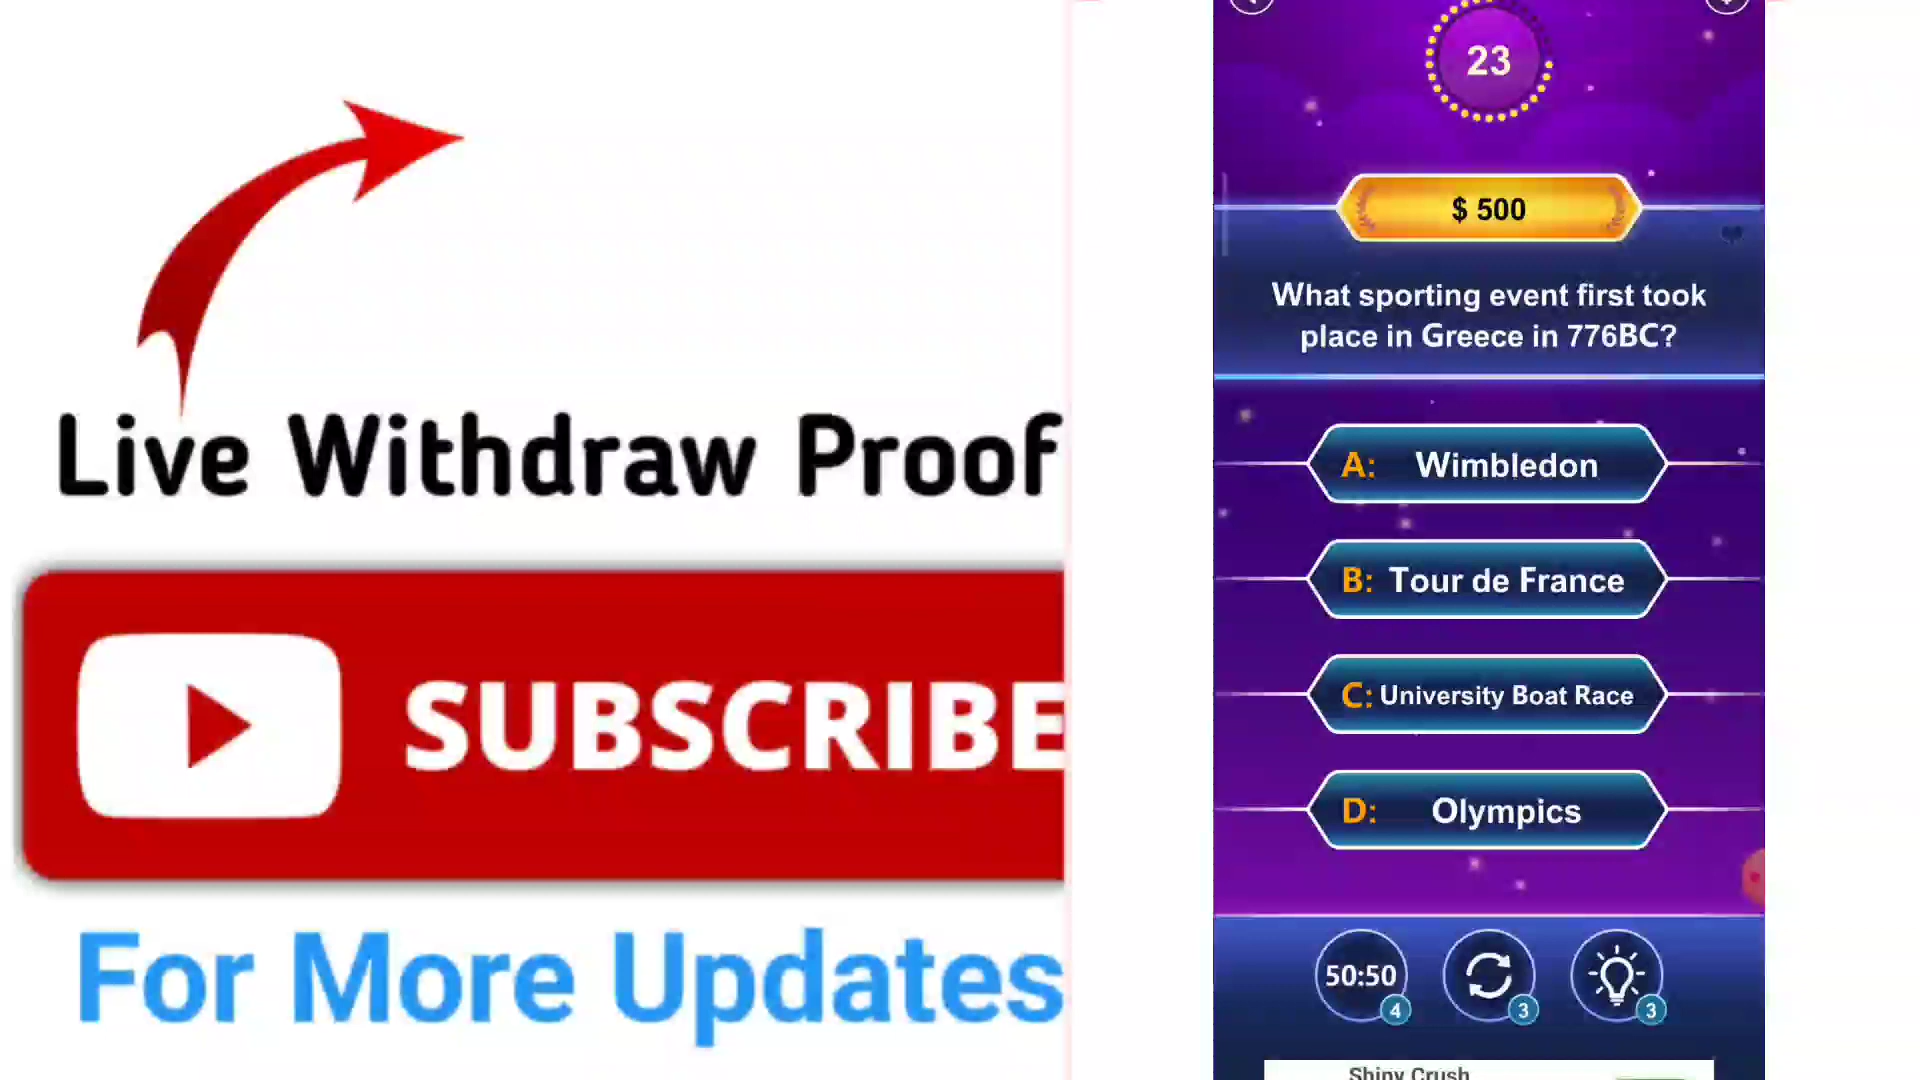 Live Withdraw Proof
SUBSCRIBE
For More Updates
23
$ 500
What sporting event first took
place in Greece in 776BC?
A: Wimbledon
B: Tour de France
C: University Boat Race
D: Olympics
50:50
4
3
3
Shiny Crush